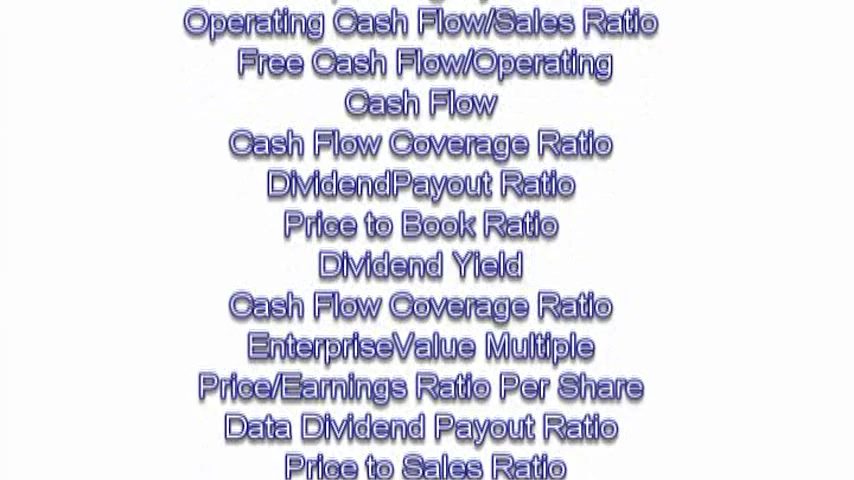 Operating Cash Flow/Sales Ratio
Free Cash Flow/Operating
Cash Flow
Cash Flow Coverage Ratio
DividendPayout Ratio
Price to Book Ratio
Dividend Yield
Cash Flow Coverage Ratio
EnterpriseValue Multiple
Price/Earnings Ratio Per Share
Data Dividend Payout Ratio
Price to Sales Ratio